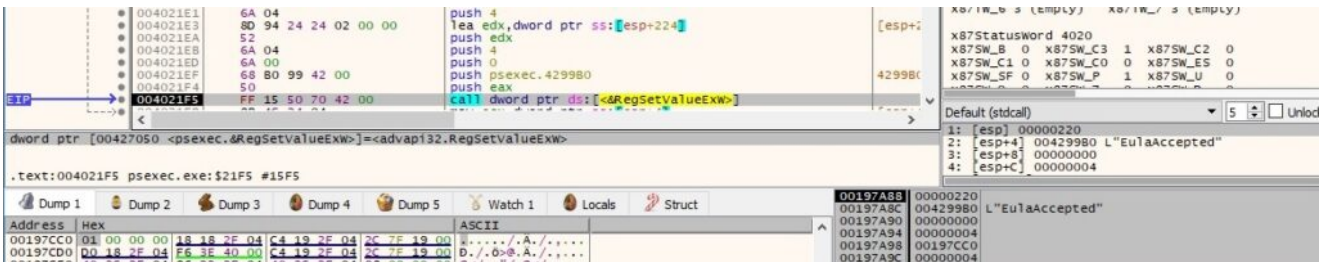 004021E1 6A 04 push 4
004021E3 8D 94 24 24 02 00 00 lea edx,dword ptr ss:[esp+224] [esp+2
004021EA 52 push edx
004021EB 6A 04 push 4
004021ED 6A 00 push 0
004021EF 68 B0 99 42 00 push psexec.4299B0 4299B0
004021F4 50 push eax
EIP 004021F5 FF 15 50 70 42 00 call dword ptr ds:[<&RegSetValueExW>]
dword ptr [00427050 <psexec.&RegSetValueExW>]=<advapi32.RegSetValueExW>
.text:004021F5 psexec.exe:$21F5 #15F5
x87TW_6 3 (Empty) x87TW_7 3 (Empty)
x87StatusWord 4020
x87SW_B 0 x87SW_C3 1 x87SW_C2 0
x87SW_C1 0 x87SW_C0 0 x87SW_ES 0
x87SW_SF 0 x87SW_P 1 x87SW_U 0
Default (stdcall) 5 Unloc
1: [esp] 00000220
2: [esp+4] 004299B0 L"EulaAccepted"
3: [esp+8] 00000000
4: [esp+C] 00000004
Dump 1 Dump 2 Dump 3 Dump 4 Dump 5 Watch 1 Locals Struct
Address Hex ASCII
00197CC0 01 00 00 00 18 18 2F 04 C4 19 2F 04 2C 7F 19 00 ....../.Ä./.,...
00197CD0 D0 18 2F 04 F6 3E 40 00 C4 19 2F 04 2C 7F 19 00 Ð./.ö>@.Ä./.,...
00197A88 00000220
00197A8C 004299B0 L"EulaAccepted"
00197A90 00000000
00197A94 00000004
00197A98 00197CC0
00197A9C 00000004